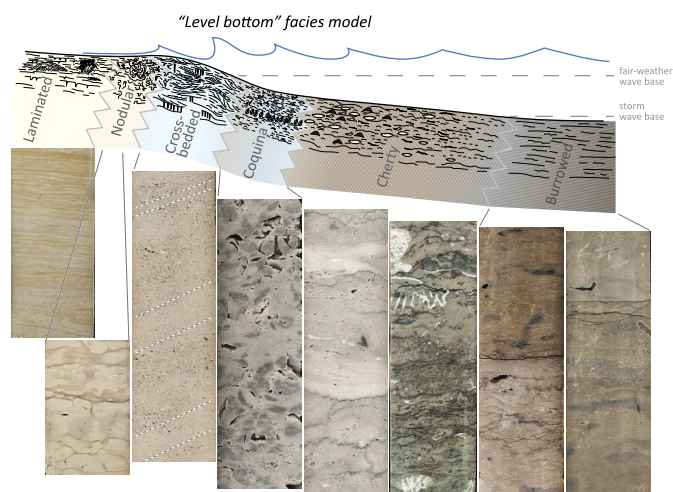 “Level bottom” facies model
fair-weather
wave base
storm
wave base
Laminated
Nodular
Cross-
bedded
Coquina
Cherty
Burrowed